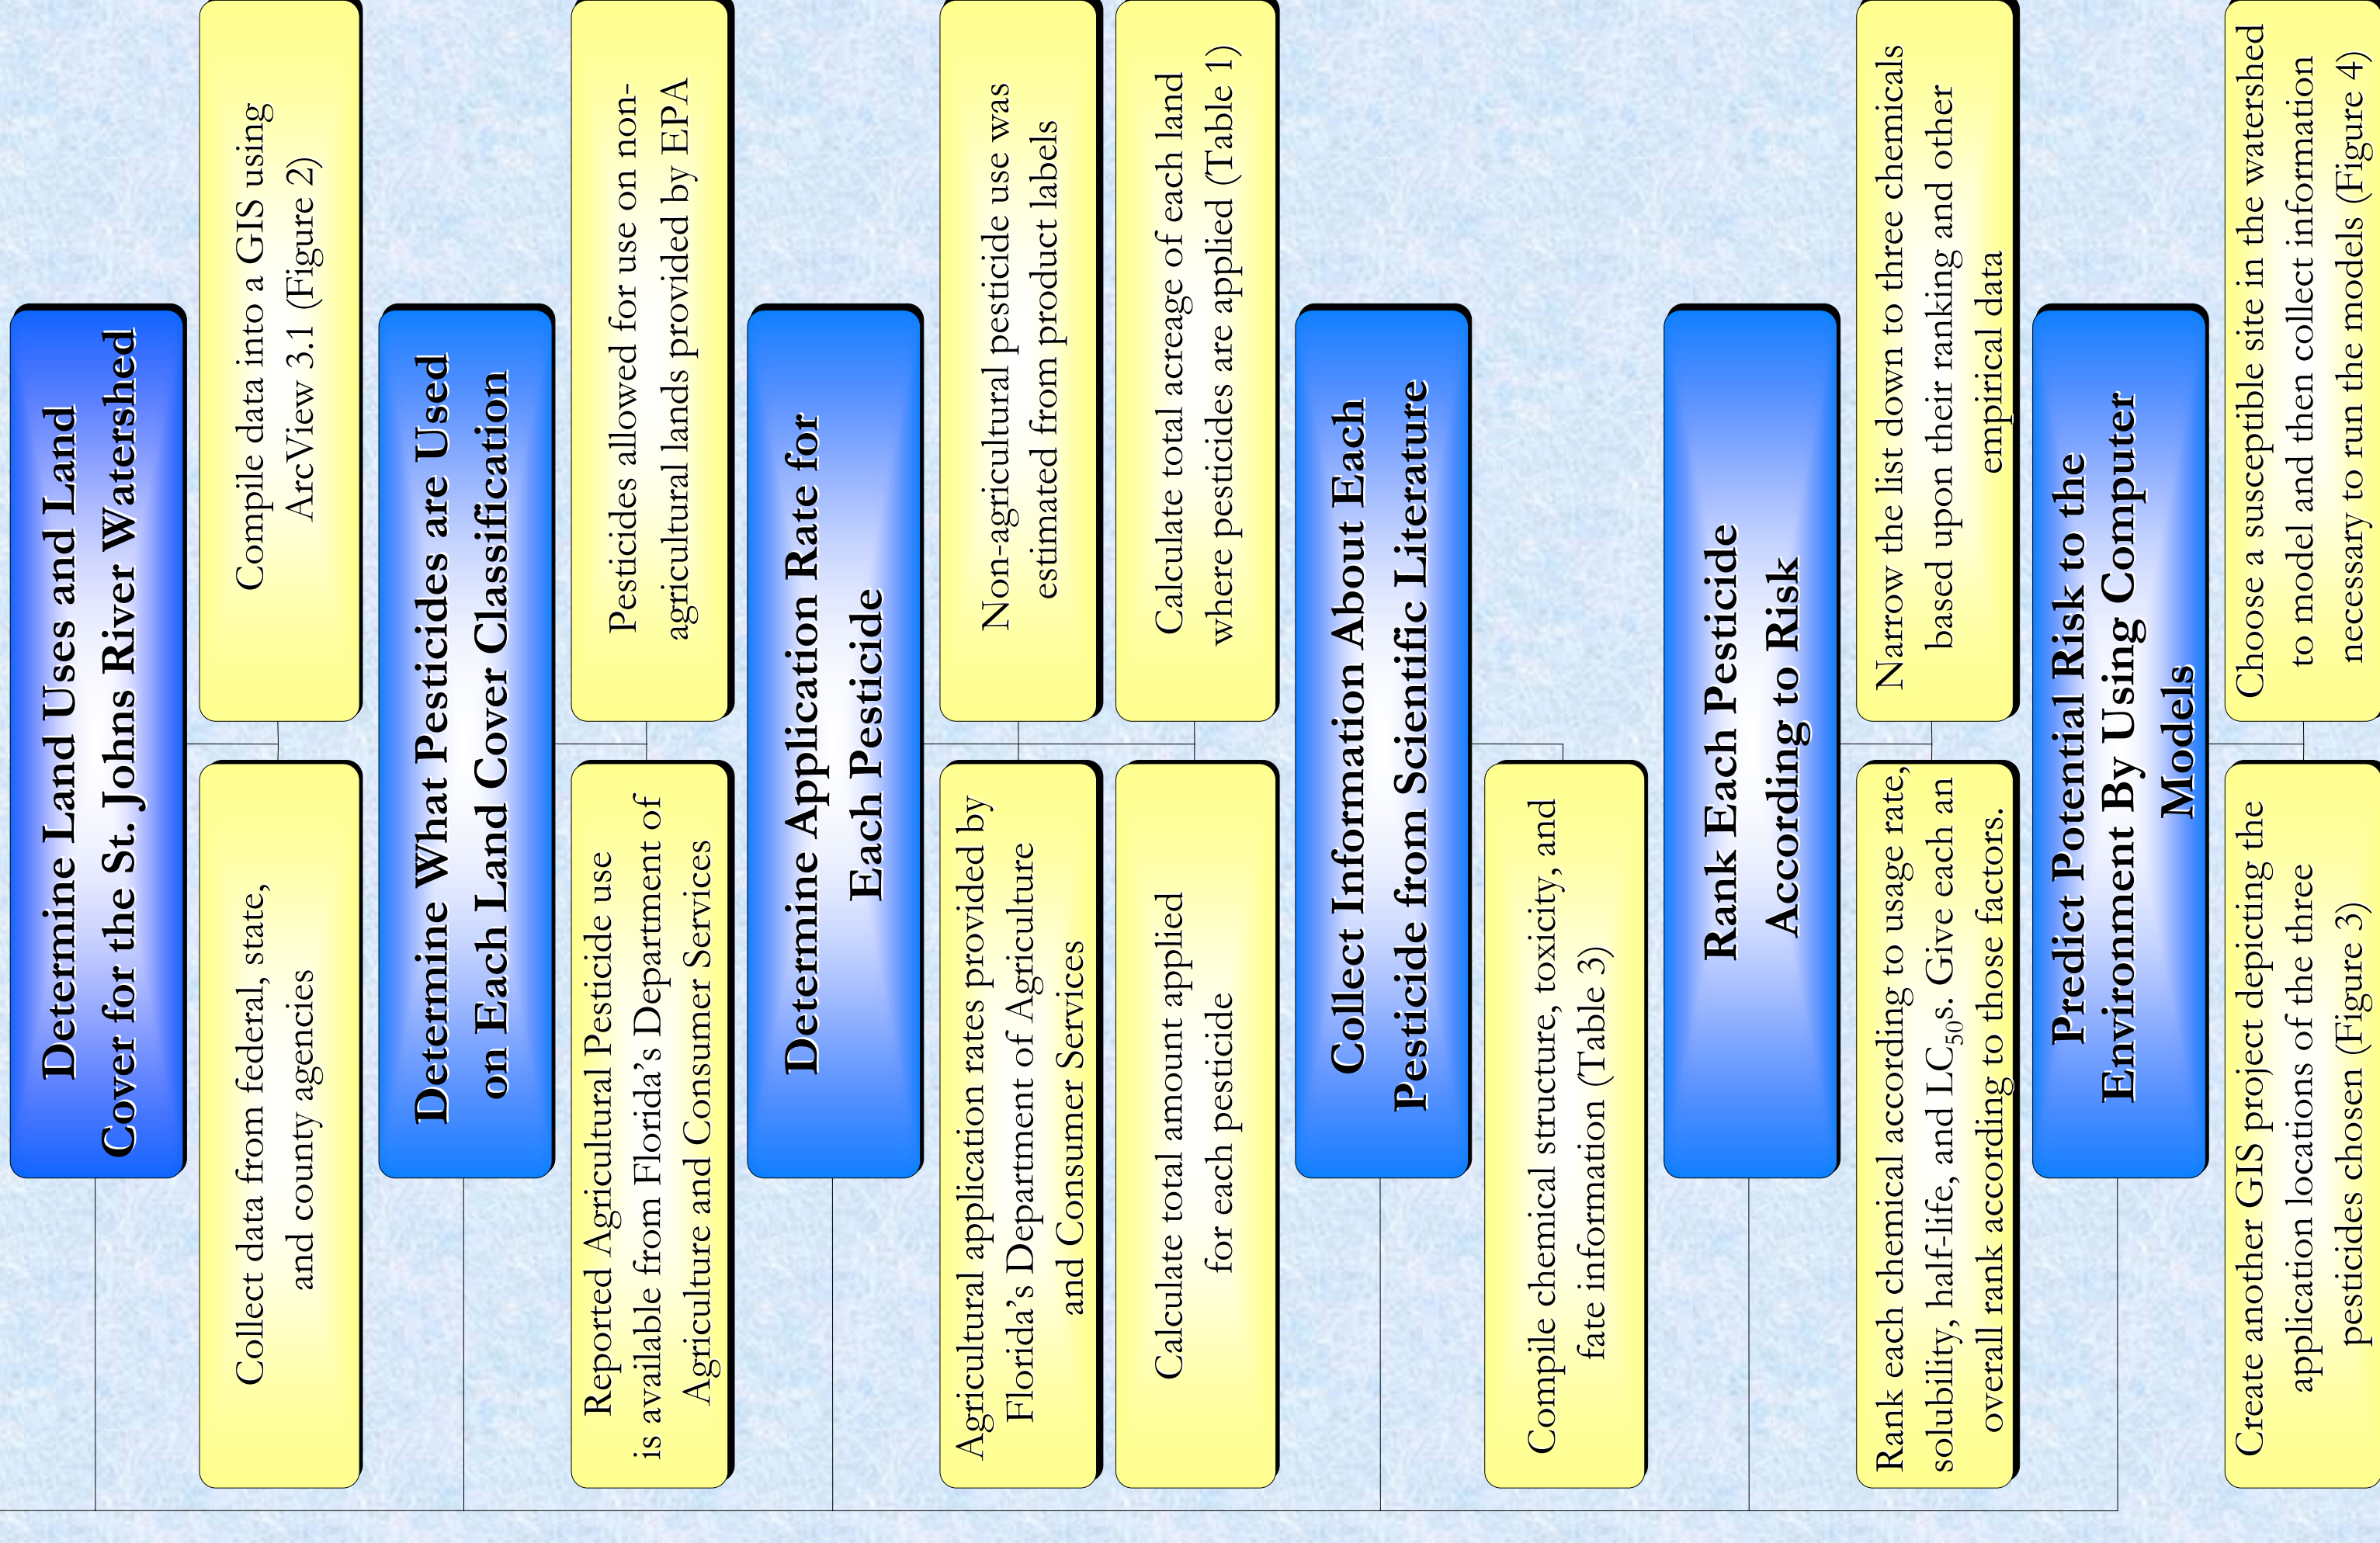 Determine Land Uses and Land
Cover for the St. Johns River Watershed
Collect data from federal, state,
and county agencies
Compile data into a GIS using
ArcView 3.1 (Figure 2)
Determine What Pesticides are Used
on Each Land Cover Classification
Reported Agricultural Pesticide use
is available from Florida’s Department of
Agriculture and Consumer Services
Pesticides allowed for use on non-
agricultural lands provided by EPA
Determine Application Rate for
Each Pesticide
Agricultural application rates provided by
Florida’s Department of Agriculture
and Consumer Services
Non-agricultural pesticide use was
estimated from product labels
Calculate total amount applied
for each pesticide
Calculate total acreage of each land
where pesticides are applied (Table 1)
Collect Information About Each
Pesticide from Scientific Literature
Compile chemical structure, toxicity, and
fate information (Table 3)
Rank Each Pesticide
According to Risk
Rank each chemical according to usage rate,
solubility, half-life, and LC₅₀s. Give each an
overall rank according to those factors.
Narrow the list down to three chemicals
based upon their ranking and other
empirical data
Predict Potential Risk to the
Environment By Using Computer
Models
Create another GIS project depicting the
application locations of the three
pesticides chosen (Figure 3)
Choose a susceptible site in the watershed
to model and then collect information
necessary to run the models (Figure 4)